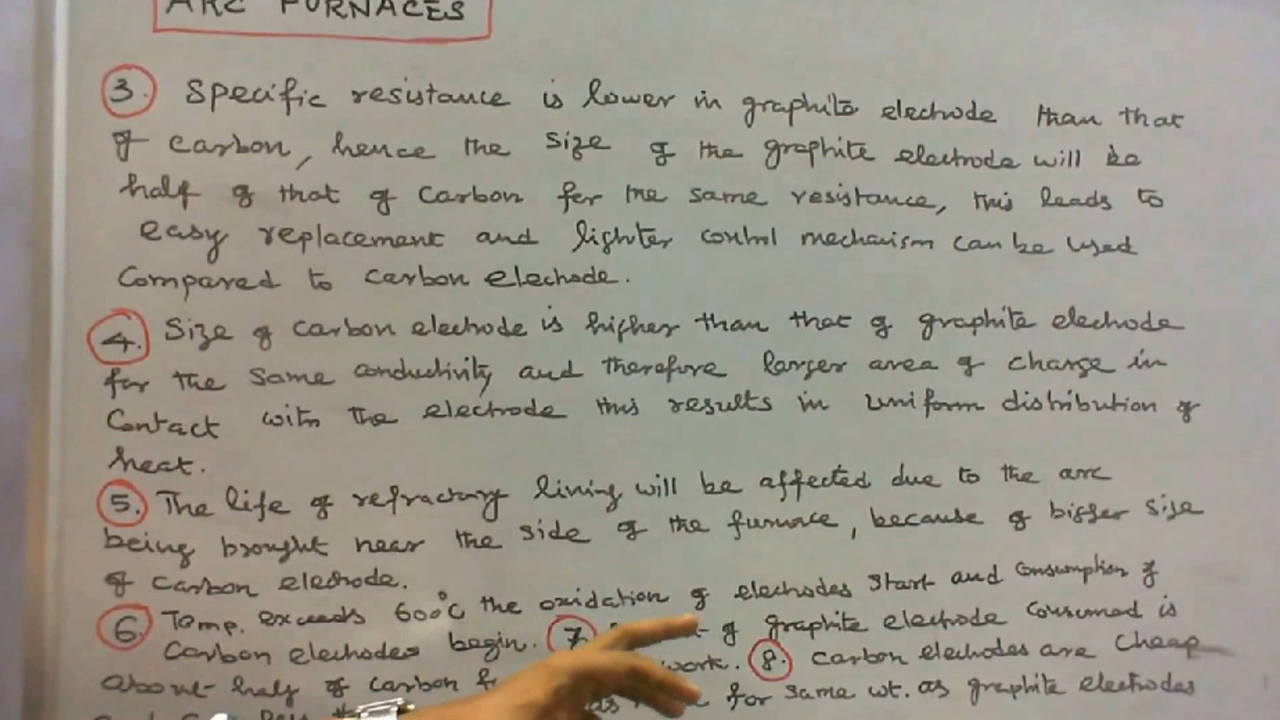 ARC FURNACES
3. Specific resistance is lower in graphite electrode than that
of carbon, hence the size of the graphite electrode will be
half of that of carbon for the same resistance, this leads to
easy replacement and lighter control mechanism can be used
Compared to carbon electrode.
4. Size of carbon electrode is higher than that of graphite electrode
for the same conductivity and therefore larger area of charge in
Contact with the electrode this results in uniform distribution of
heat.
5. The life of refractory lining will be affected due to the arc
being brought near the side of the furnace, because of bigger size
of carbon electrode.
6. Temp. exceeds 600°C the oxidation of electrodes start and consumption of
Carbon electrodes begin. 7. of graphite electrode consumed is
about half of carbon work. 8. Carbon electrodes are cheap
for same wt. as graphite electrodes